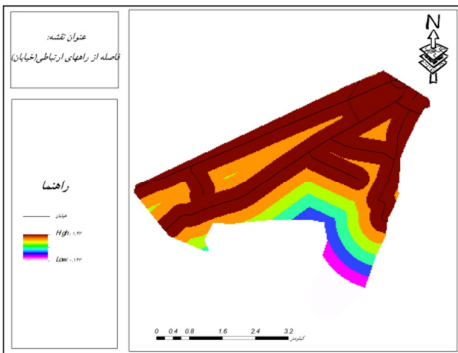 عنوان نقشه:
فاصله از راههای ارتباطی(خیابان)
N
راهنما
خیابان
High
Low
0 0.4 0.8 1.6 2.4 3.2
کیلومتر